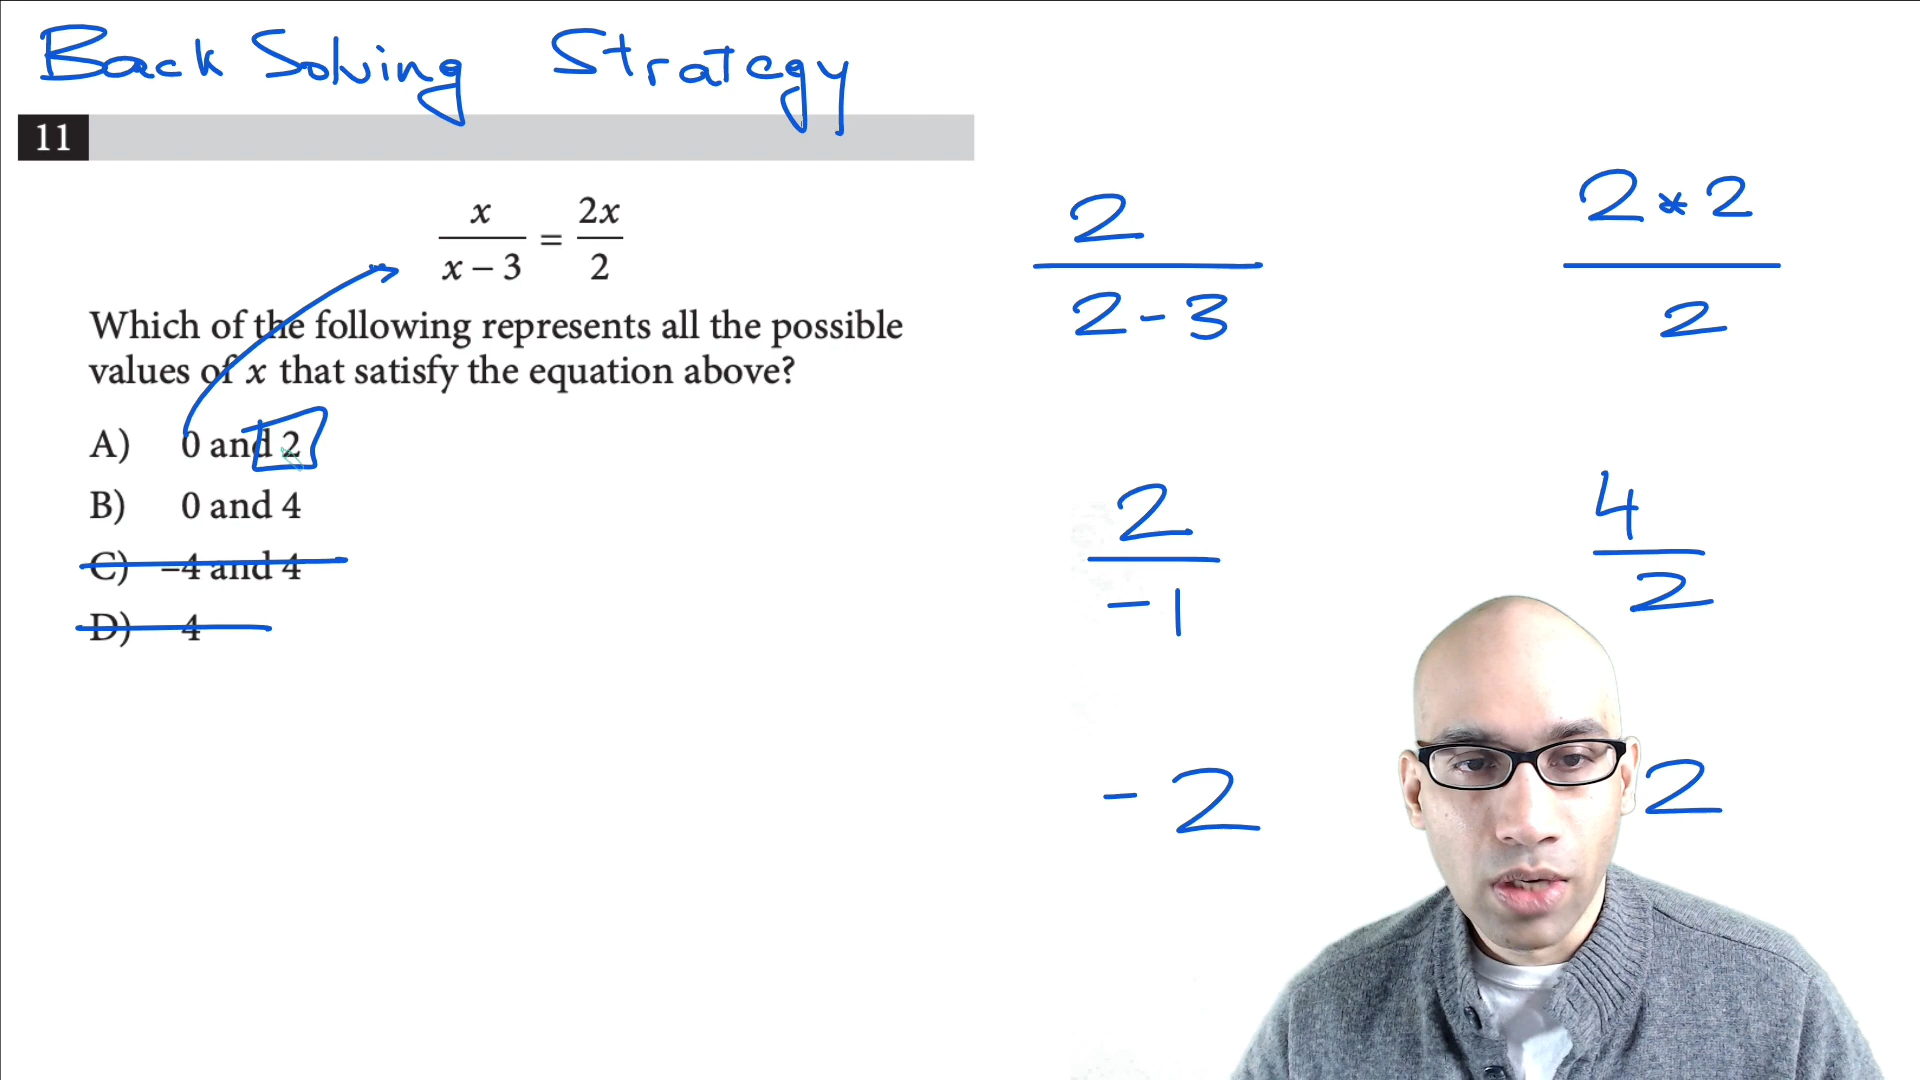 Back Solving Strategy
11
x / x – 3 = 2x / 2
Which of the following represents all the possible
values of x that satisfy the equation above?
A) 0 and 2
B) 0 and 4
C) –4 and 4
D) 4
2 / 2 - 3
2 * 2 / 2
2 / -1
4 / 2
-2
2